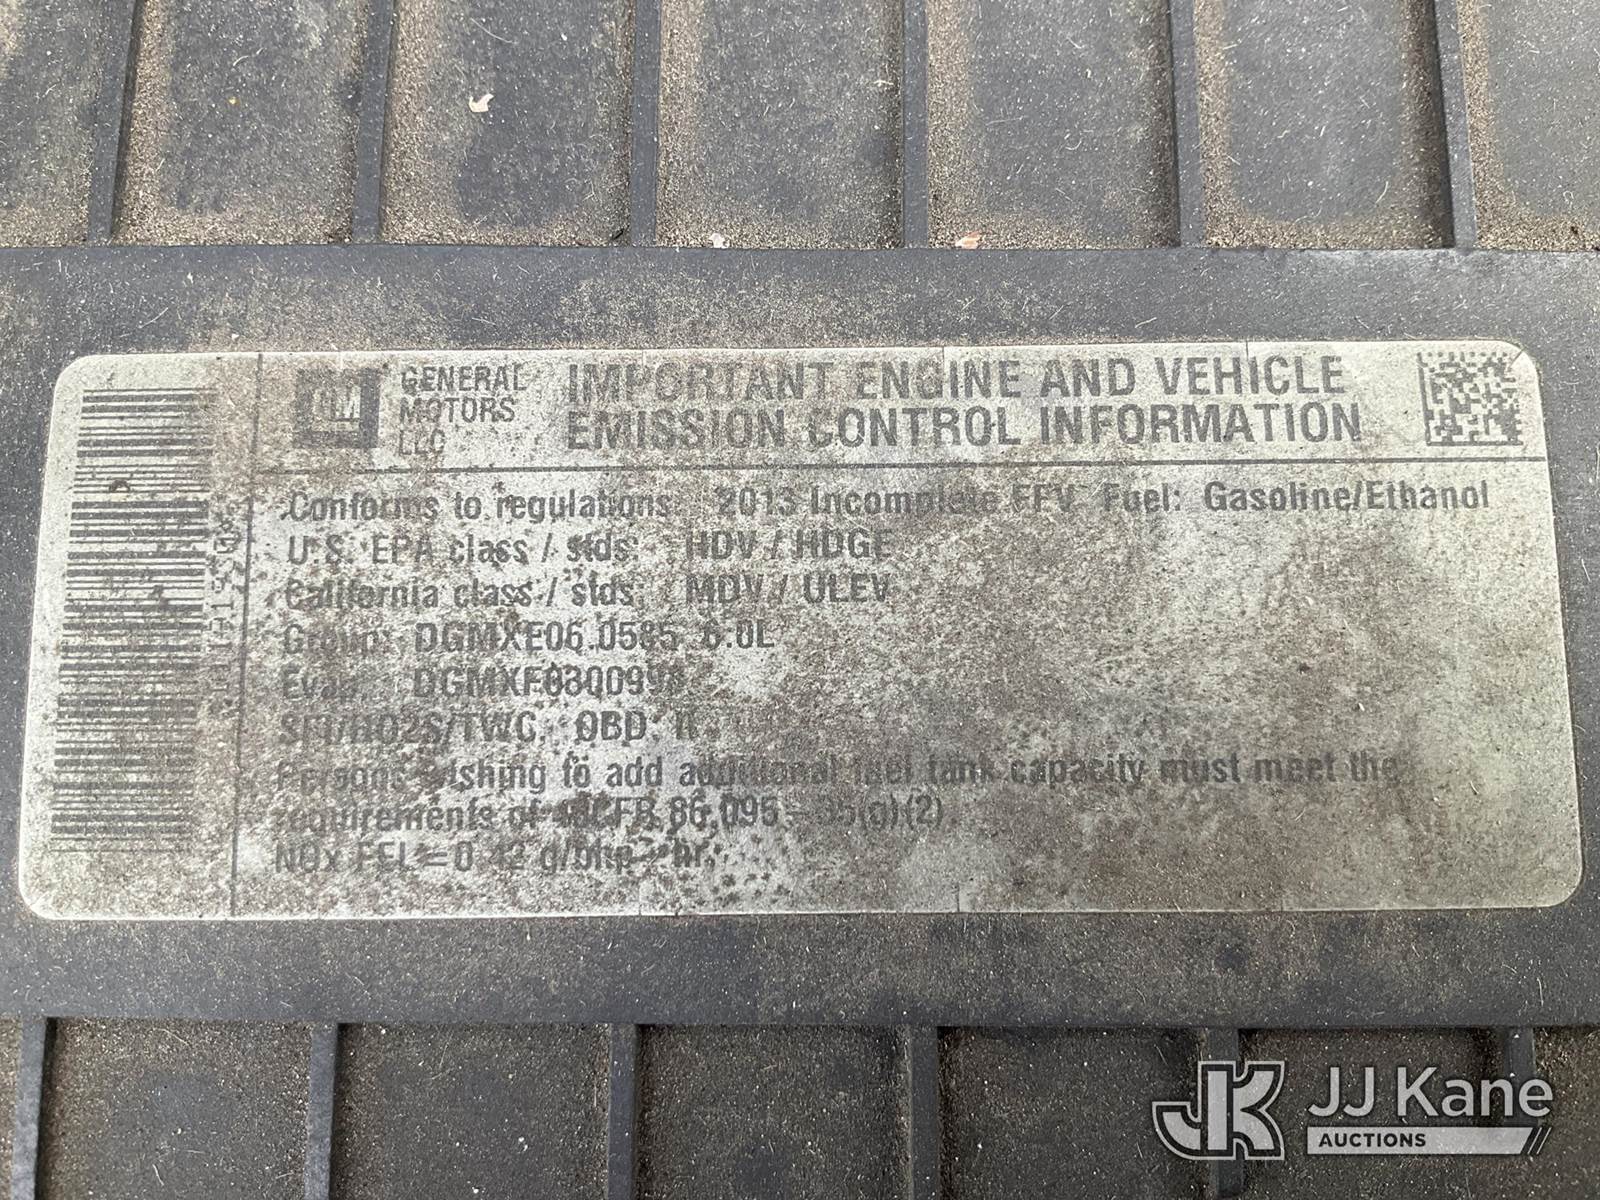 GM
GENERAL
MOTORS
LLC
IMPORTANT ENGINE AND VEHICLE
EMISSION CONTROL INFORMATION
Conforms to regulations: 2013 Incomplete FFV Fuel: Gasoline/Ethanol
U.S. EPA class / stds: HDV / HDGE
California class / stds: MDV / ULEV
Group: DGMXE06.0585 6.0L
Evap:
SFI/HO2S/TWC, OBD II
Persons wishing to add additional fuel tank capacity must meet the
requirements of 40CFR 86.095-35(g)(2).
NOx FEL = g/bhp - hr.
JK JJ Kane
AUCTIONS